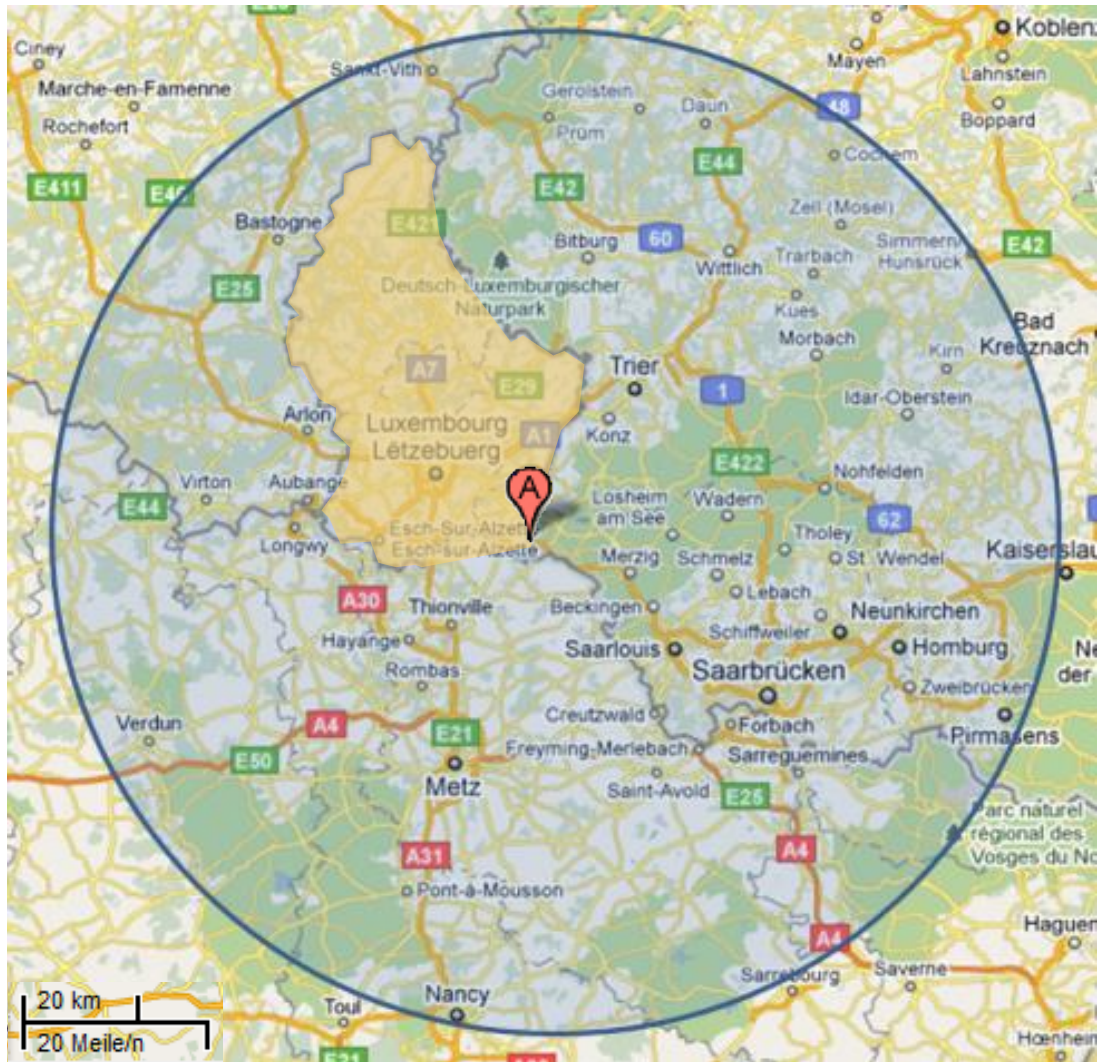 Koblenz
Ciney
Mayen
Sankt-Vith
Lahnstein
Marche-en-Famenne
Gerolstein
Daun
48
Boppard
Rochefort
Prüm
Cochem
E411
E46
E42
E44
Bastogne
E421
Zell (Mosel)
60
Bitburg
Simmern/
Hunsrück
E42
Wittlich
Trarbach
E25
Deutsch-Luxemburgischer
Naturpark
Kues
Bad
Kreuznach
Morbach
Kirn
A7
E29
Trier
1
Idar-Oberstein
Arlon
Luxembourg
Lëtzebuerg
A1
Konz
E422
Nohfelden
Virton
Aubange
A
Losheim
am See
Wadern
E44
62
Esch-Sur-Alzette
Esch-sur-Alzette
Longwy
Tholey
Merzig
Schmelz
St. Wendel
Kaiserslau
A30
Thionville
Beckingen
Lebach
Neunkirchen
Hayange
Saarlouis
Schiffweiler
Homburg
Rombas
Saarbrücken
Ne
der
Zweibrücken
Creutzwald
Forbach
Verdun
A4
E21
Pirmasens
E50
Freyming-Merlebach
Sarreguemines
Metz
Saint-Avold
E25
Parc naturel
régional des
Vosges du No
A31
A4
Pont-à-Mousson
Haguen
A4
Sarrebourg
Saverne
20 km
Nancy
Toul
20 Meile/n
Hœnheim
E21